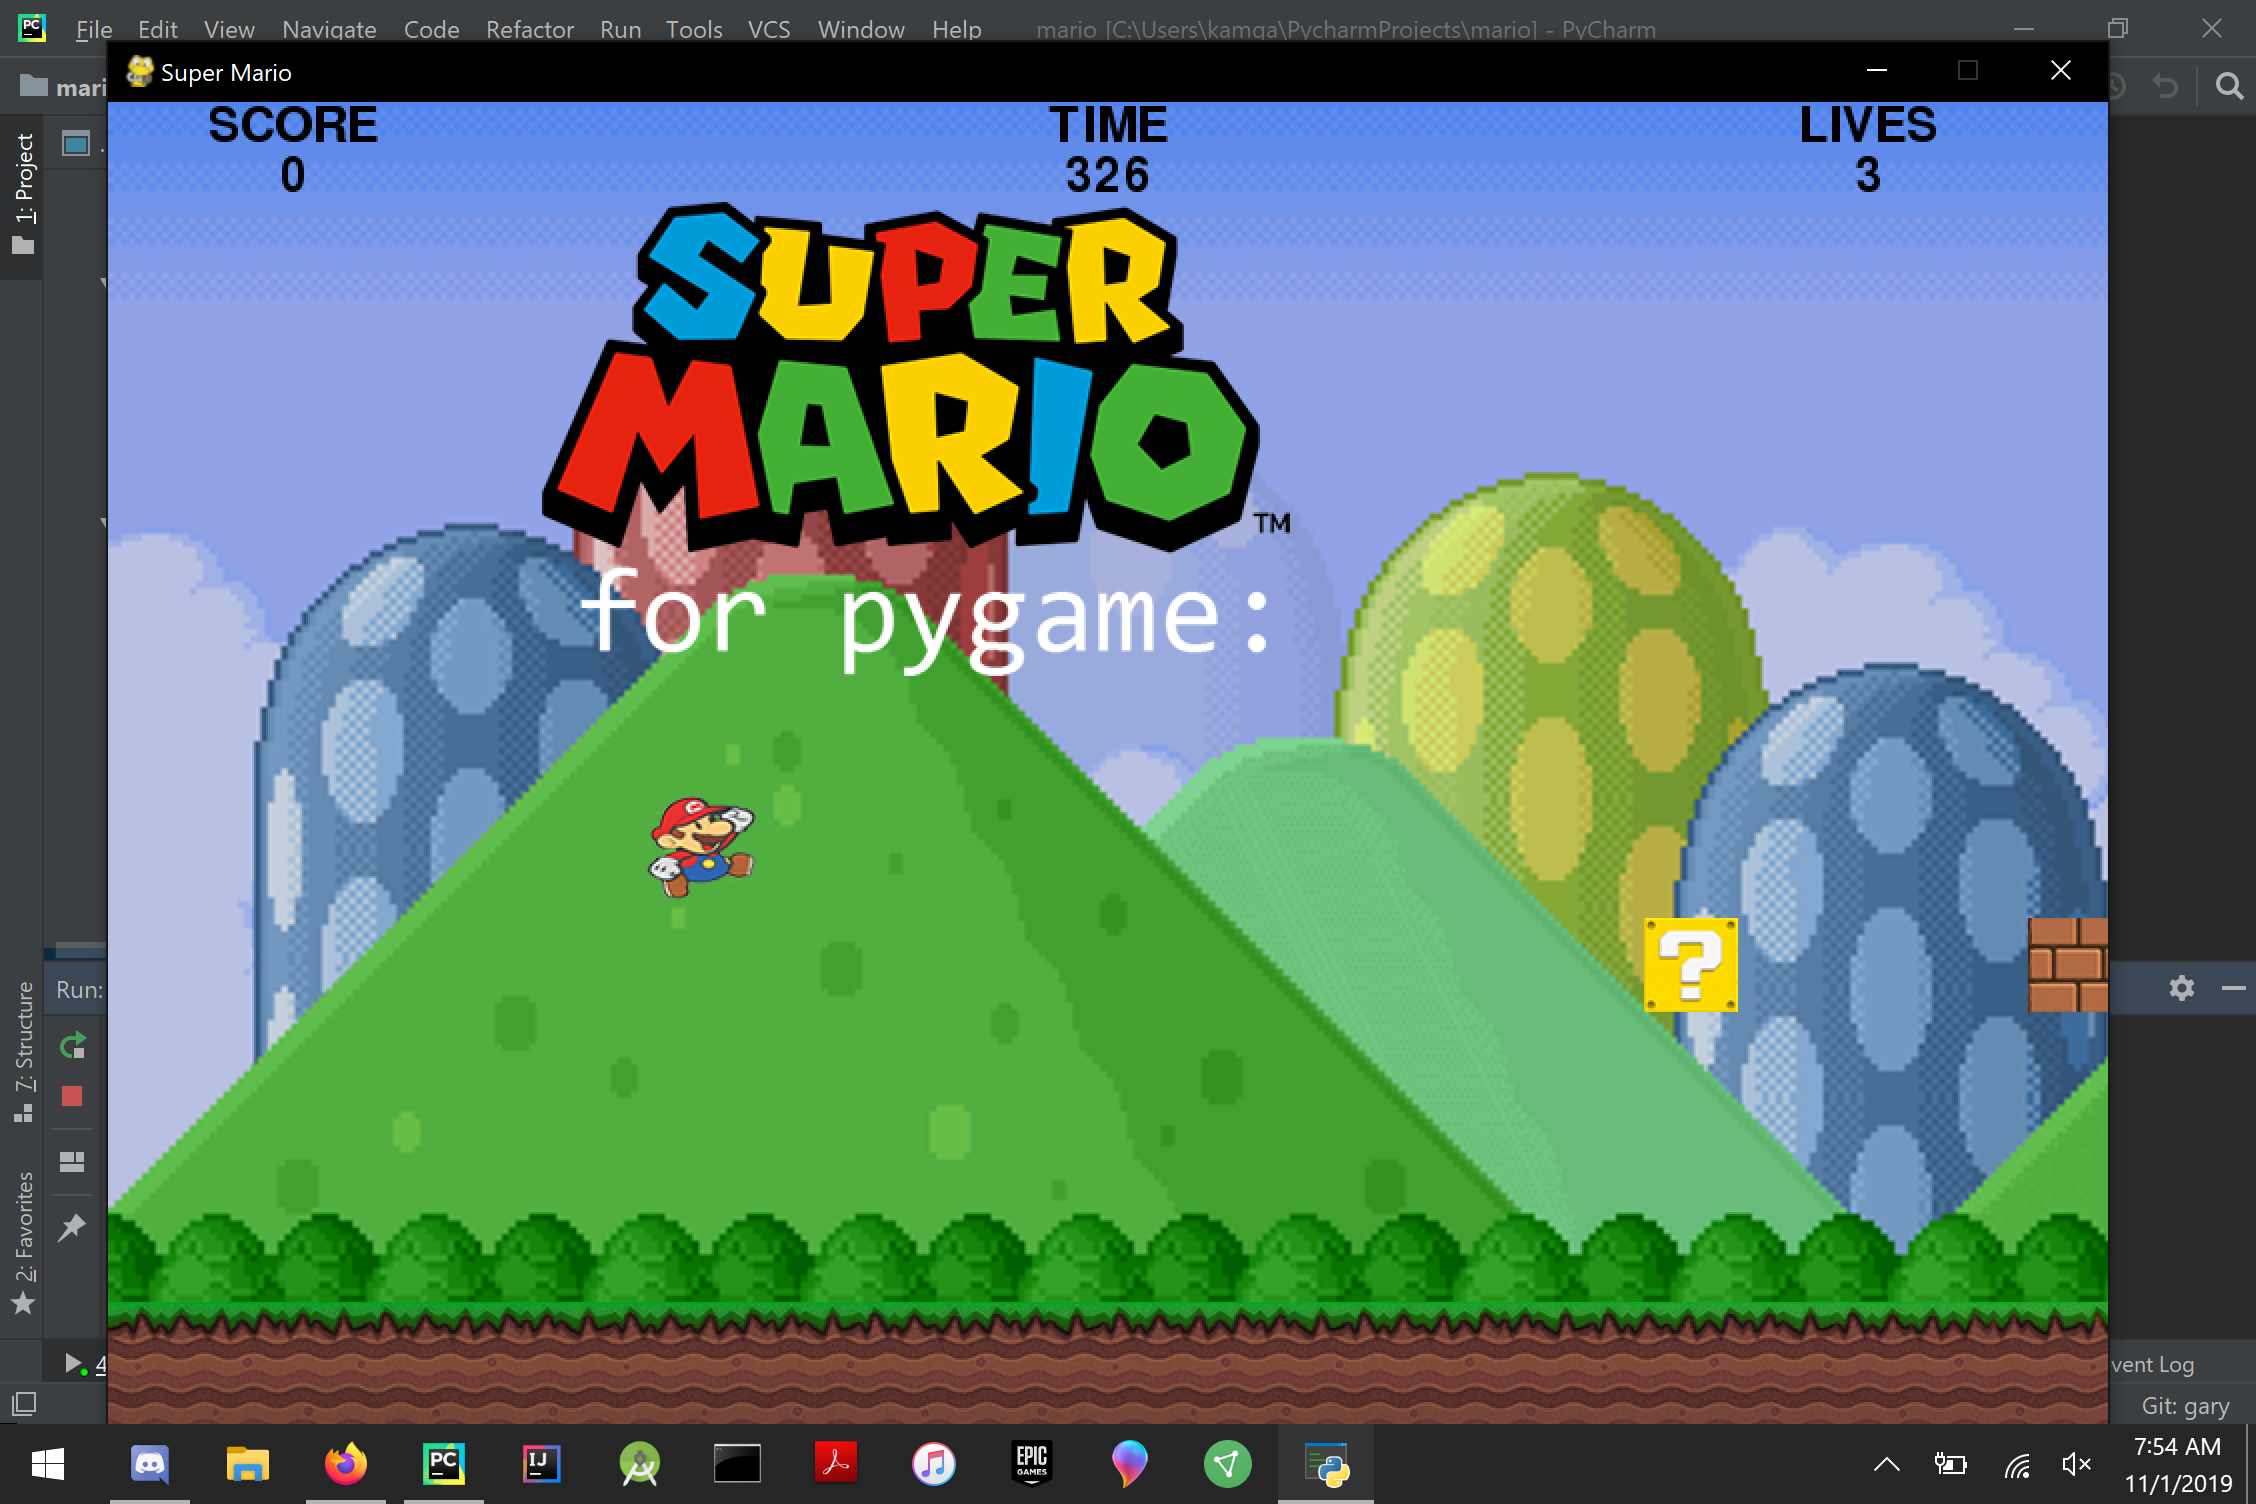 File Edit View Navigate Code Refactor Run Tools VCS Window Help mario [C:\Users\kamga\PycharmProjects\mario] - PyCharm
Super Mario
mari
1: Project
SCORE TIME LIVES
0 326 3
SUPER
MARIO
TM
for pygame:
?
Run:
7: Structure
2: Favorites
4
vent Log
Git: gary
PC IJ EPIC GAMES
7:54 AM
11/1/2019